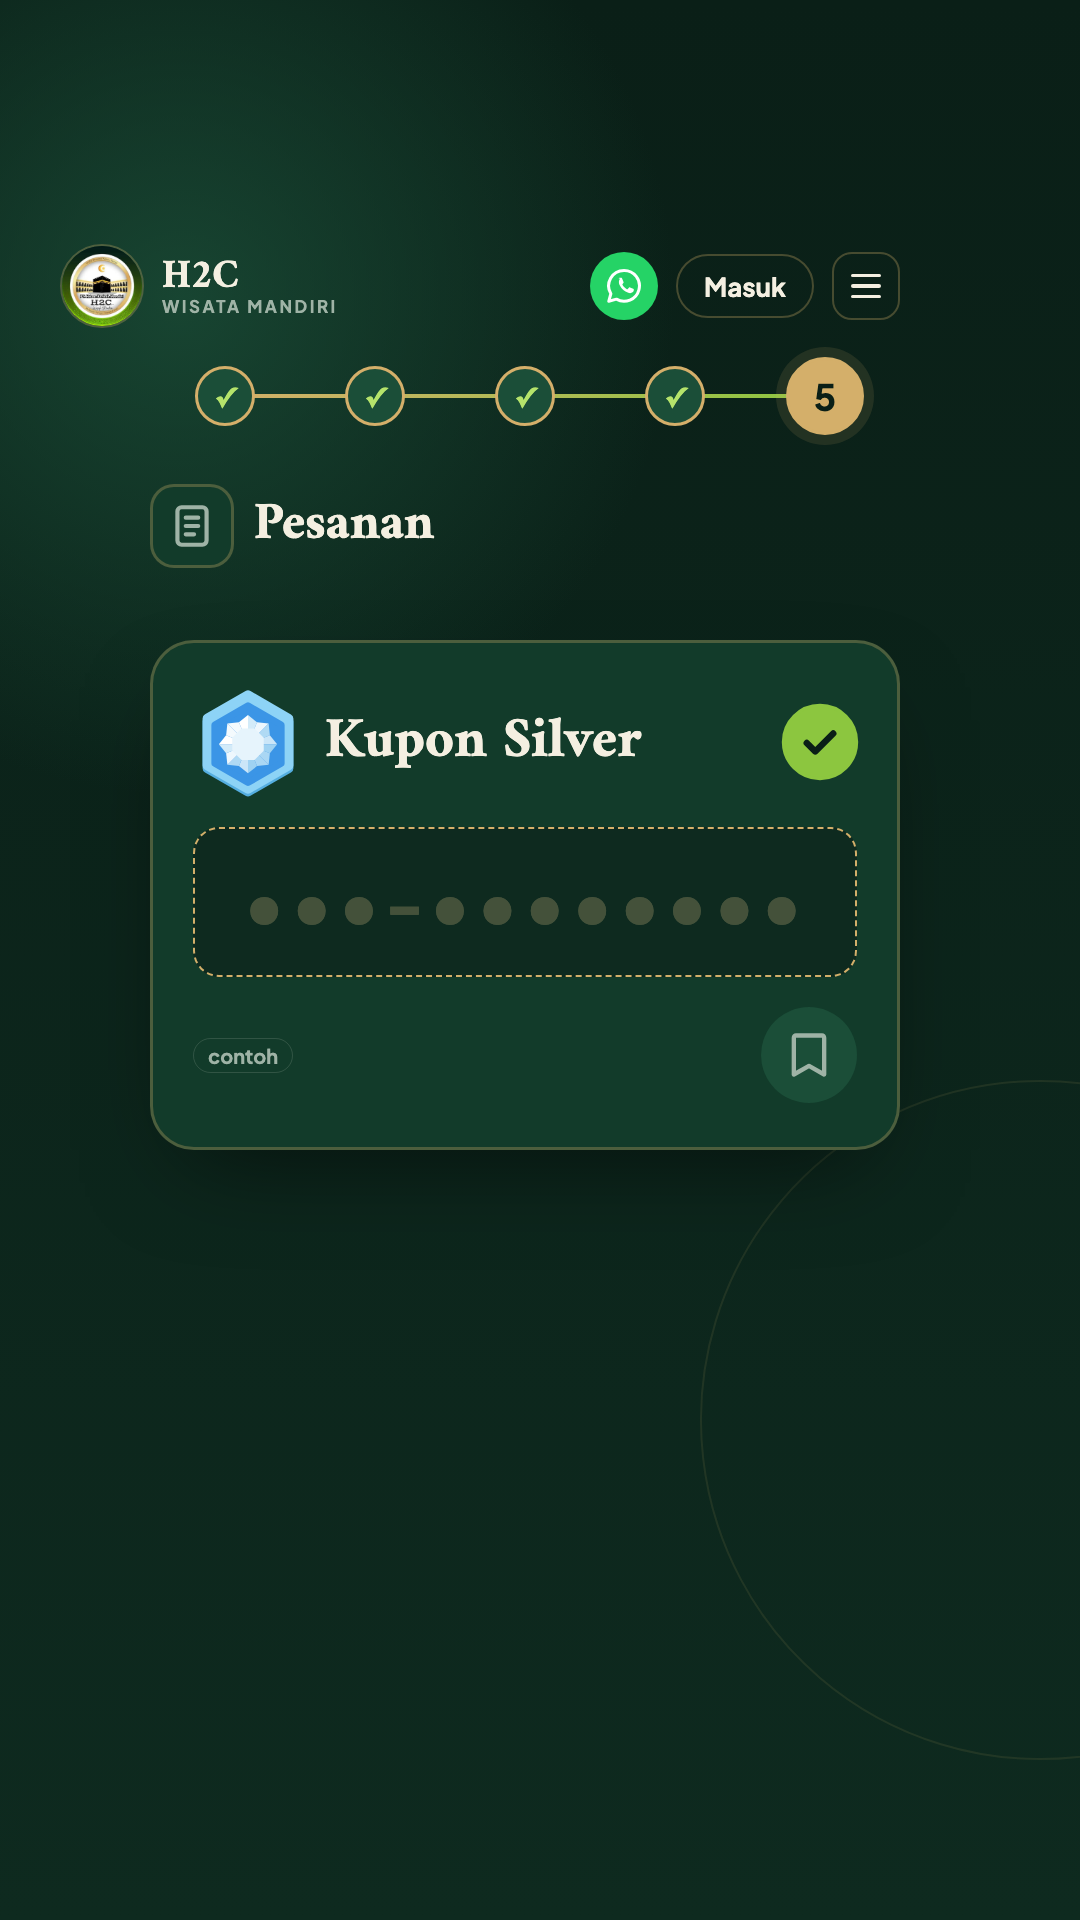 H2C
WISATA MANDIRI
Masuk
5
Pesanan
Kupon Silver
contoh